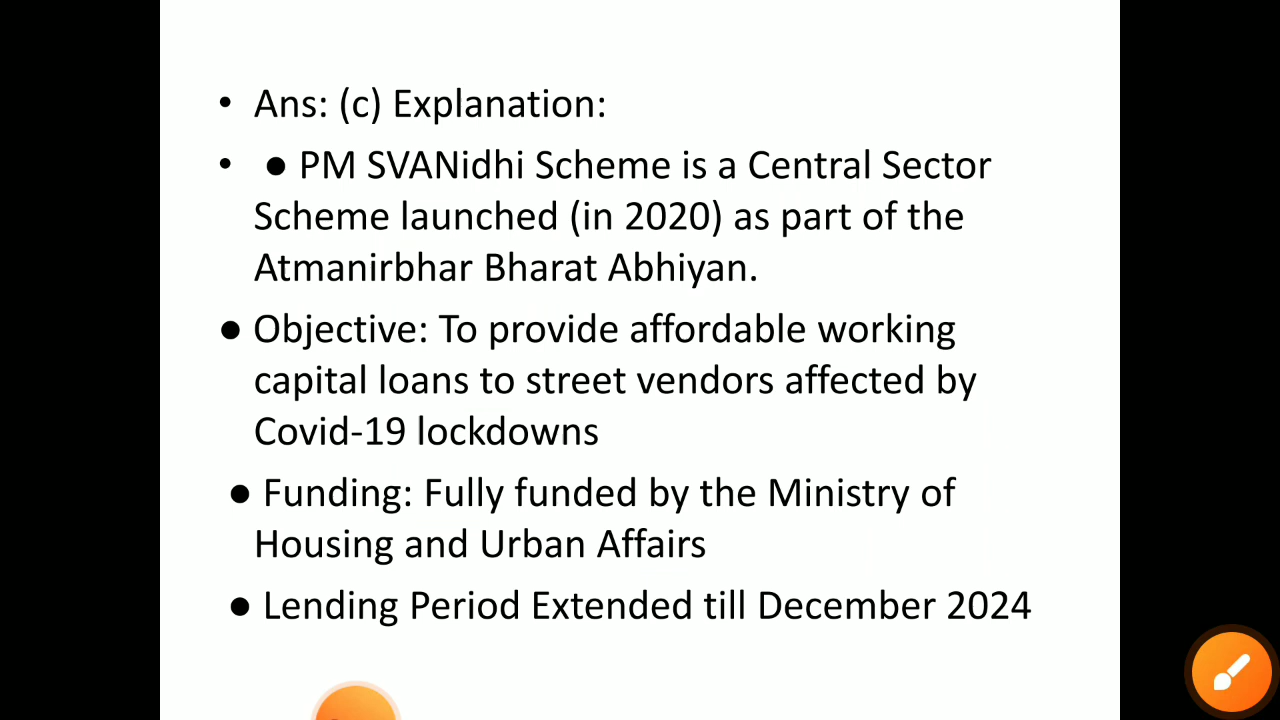 • Ans: (c) Explanation:
• ● PM SVANidhi Scheme is a Central Sector
Scheme launched (in 2020) as part of the
Atmanirbhar Bharat Abhiyan.
● Objective: To provide affordable working
capital loans to street vendors affected by
Covid-19 lockdowns
● Funding: Fully funded by the Ministry of
Housing and Urban Affairs
● Lending Period Extended till December 2024